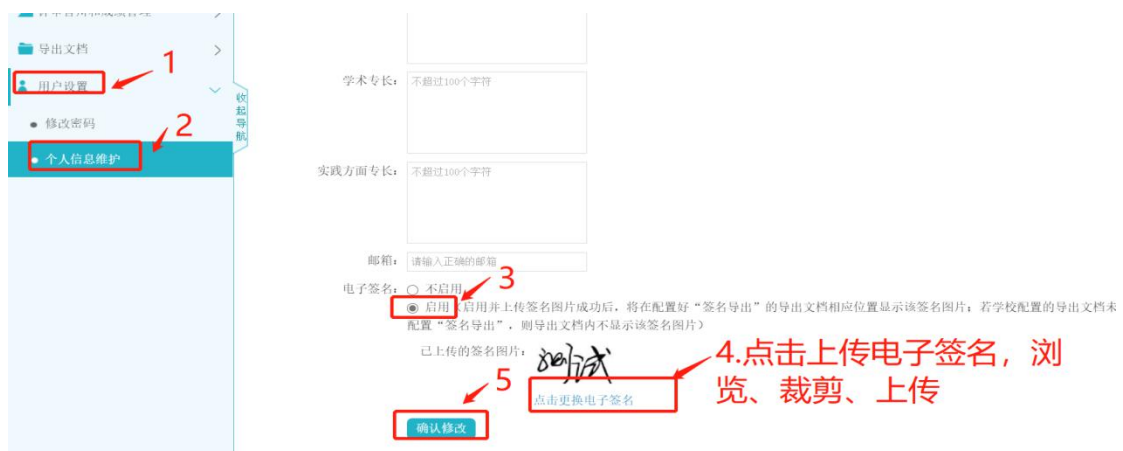 导出文档
1
用户设置
修改密码
2
个人信息维护
收起导航
学术专长：
不超过100个字符
实践方面专长：
不超过100个字符
邮箱：
请输入正确的邮箱
3
电子签名：
不启用
启用（启用并上传签名图片成功后，将在配置好“签名导出”的导出文档相应位置显示该签名图片；若学校配置的导出文档未
配置“签名导出”，则导出文档内不显示该签名图片）
已上传的签名图片：
测试
4.点击上传电子签名，浏
览、裁剪、上传
点击更换电子签名
5
确认修改